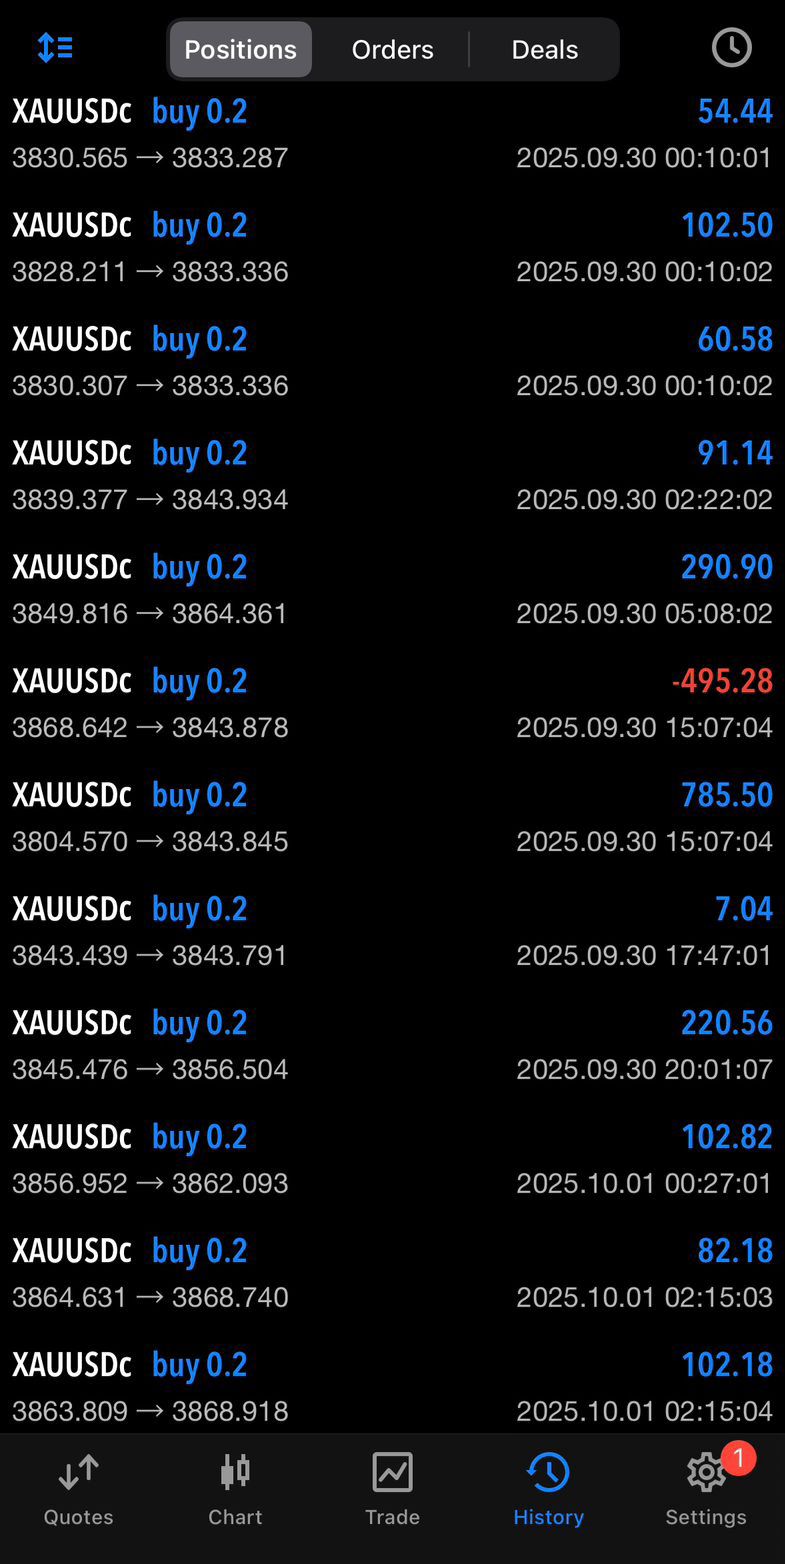 Positions Orders Deals
XAUUSDc buy 0.2 54.44
3830.565 → 3833.287 2025.09.30 00:10:01
XAUUSDc buy 0.2 102.50
3828.211 → 3833.336 2025.09.30 00:10:02
XAUUSDc buy 0.2 60.58
3830.307 → 3833.336 2025.09.30 00:10:02
XAUUSDc buy 0.2 91.14
3839.377 → 3843.934 2025.09.30 02:22:02
XAUUSDc buy 0.2 290.90
3849.816 → 3864.361 2025.09.30 05:08:02
XAUUSDc buy 0.2 -495.28
3868.642 → 3843.878 2025.09.30 15:07:04
XAUUSDc buy 0.2 785.50
3804.570 → 3843.845 2025.09.30 15:07:04
XAUUSDc buy 0.2 7.04
3843.439 → 3843.791 2025.09.30 17:47:01
XAUUSDc buy 0.2 220.56
3845.476 → 3856.504 2025.09.30 20:01:07
XAUUSDc buy 0.2 102.82
3856.952 → 3862.093 2025.10.01 00:27:01
XAUUSDc buy 0.2 82.18
3864.631 → 3868.740 2025.10.01 02:15:03
XAUUSDc buy 0.2 102.18
3863.809 → 3868.918 2025.10.01 02:15:04
1
Quotes Chart Trade History Settings